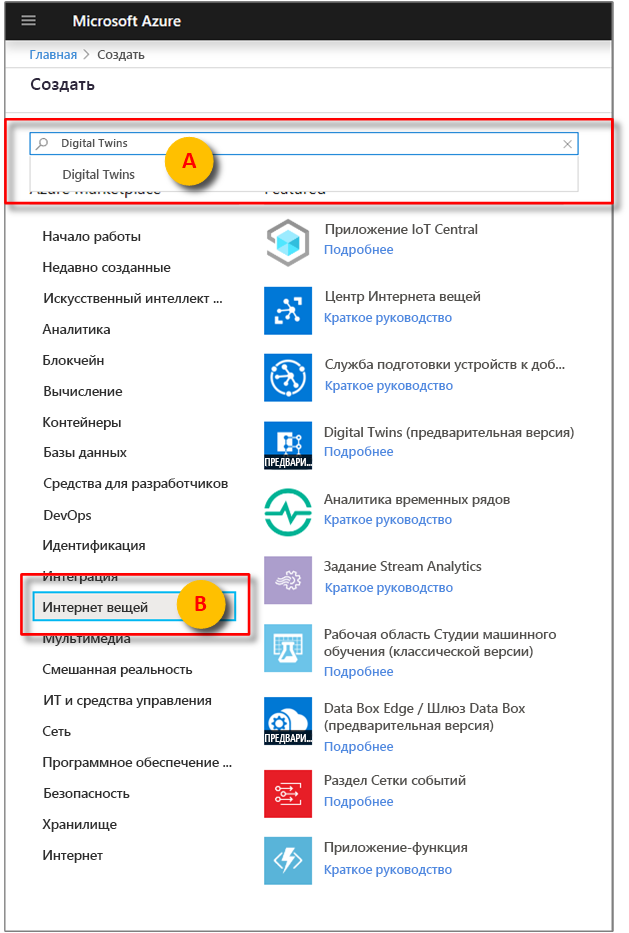 Microsoft Azure
Главная > Создать
Создать
Digital Twins
A
Digital Twins
Azure Marketplace
Featured
Начало работы
Недавно созданные
Искусственный интеллект ...
Аналитика
Блокчейн
Вычисление
Контейнеры
Базы данных
Средства для разработчиков
DevOps
Идентификация
Интеграция
Интернет вещей
B
Мультимедиа
Смешанная реальность
ИТ и средства управления
Сеть
Программное обеспечение ...
Безопасность
Хранилище
Интернет
Приложение IoT Central
Подробнее
Центр Интернета вещей
Краткое руководство
Служба подготовки устройств к доб...
Краткое руководство
Digital Twins (предварительная версия)
ПРЕДВАРИ...
Подробнее
Аналитика временных рядов
Краткое руководство
Задание Stream Analytics
Краткое руководство
Рабочая область Студии машинного
обучения (классической версии)
Подробнее
Data Box Edge / Шлюз Data Box
(предварительная версия)
ПРЕДВАРИ...
Подробнее
Раздел Сетки событий
Подробнее
Приложение-функция
Краткое руководство